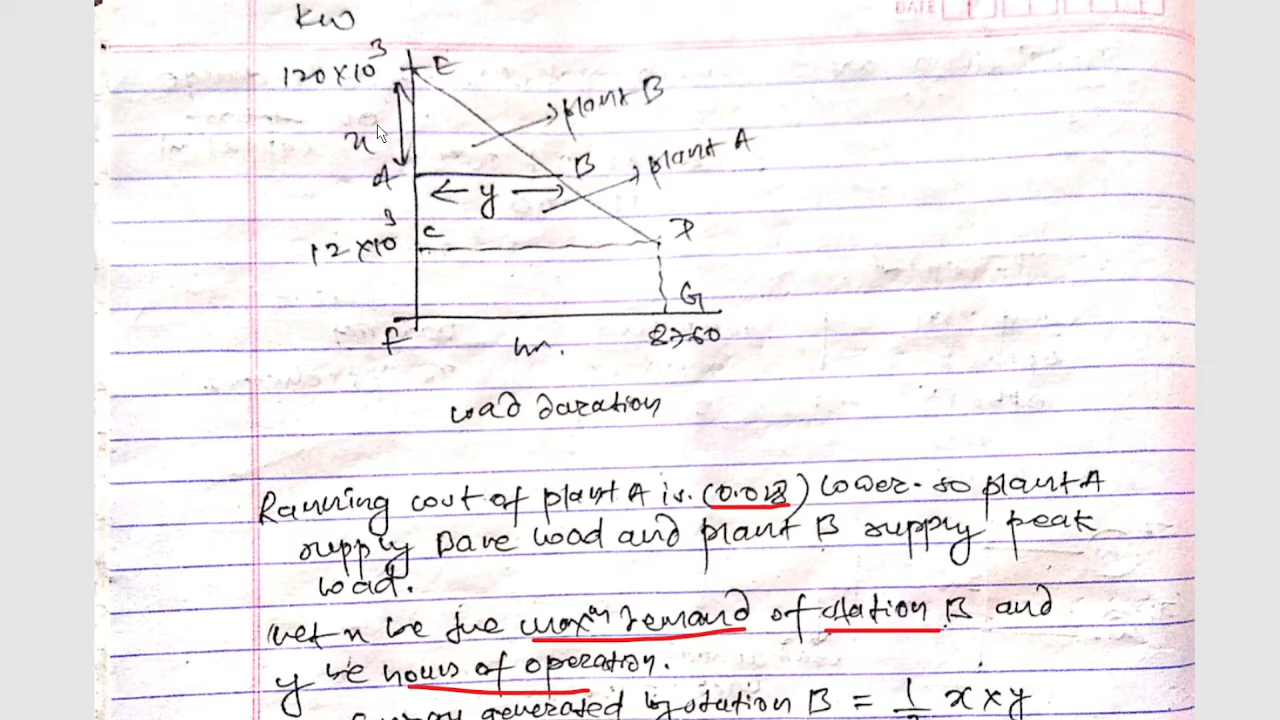 DATE
KW
120×10³
E
plant B
x
plant A
A
B
y
12×10³
C
D
G
F
hr.
8760
Load duration
Running cost of plant A is (0.028) lower. so plant A
supply Base load and plant B supply peak
load.
Let x be the maxᵐ demand of station B and
y be hours of operation.
Energy generated by station B = 1/2 x × y